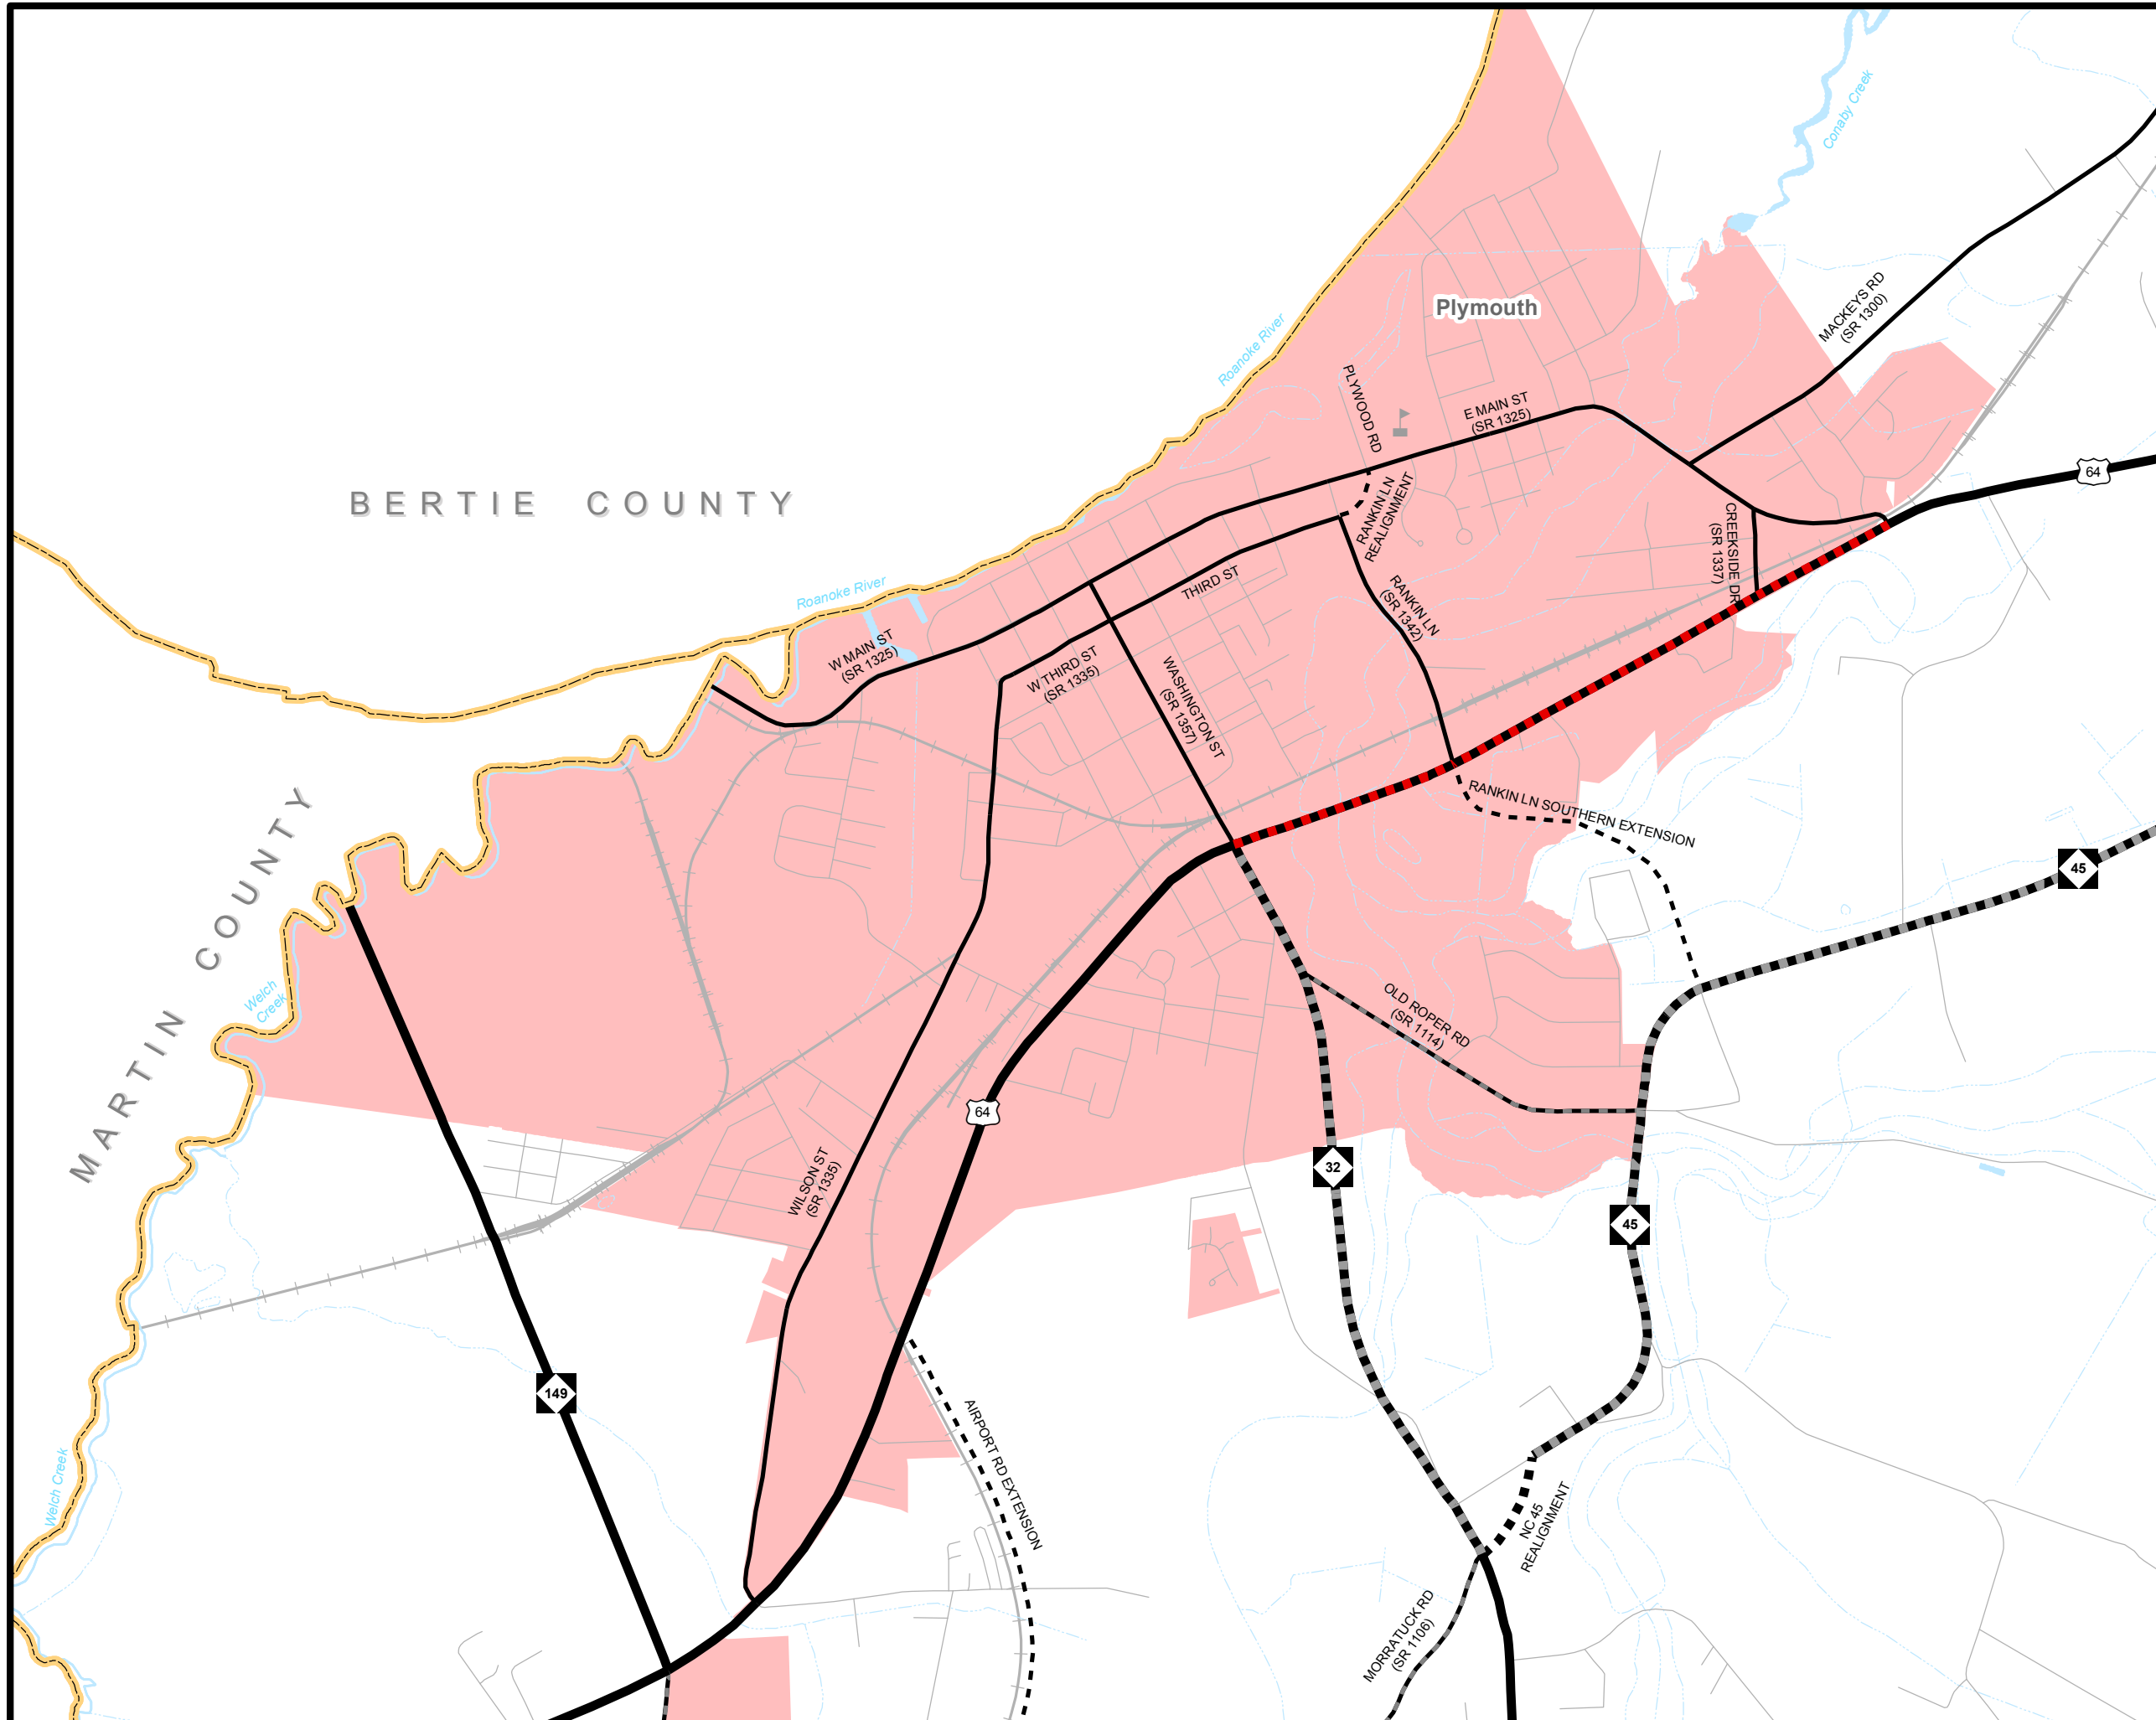 Conaby Creek
MACKEYS RD
(SR 1300)
Plymouth
Roanoke River
PLYWOOD RD
E MAIN ST
(SR 1325)
64
BERTIE COUNTY
RANKIN LN
REALIGNMENT
CREEKSIDE DR
(SR 1337)
THIRD ST
Roanoke River
RANKIN LN
(SR 1342)
W MAIN ST
(SR 1325)
W THIRD ST
(SR 1335)
WASHINGTON ST
(SR 1357)
RANKIN LN SOUTHERN EXTENSION
45
MARTIN COUNTY
Welch
Creek
OLD ROPER RD
(SR 1114)
64
WILSON ST
(SR 1335)
32
45
149
AIRPORT RD EXTENSION
Welch Creek
NC 45
REALIGNMENT
MORRATUCK RD
(SR 1106)